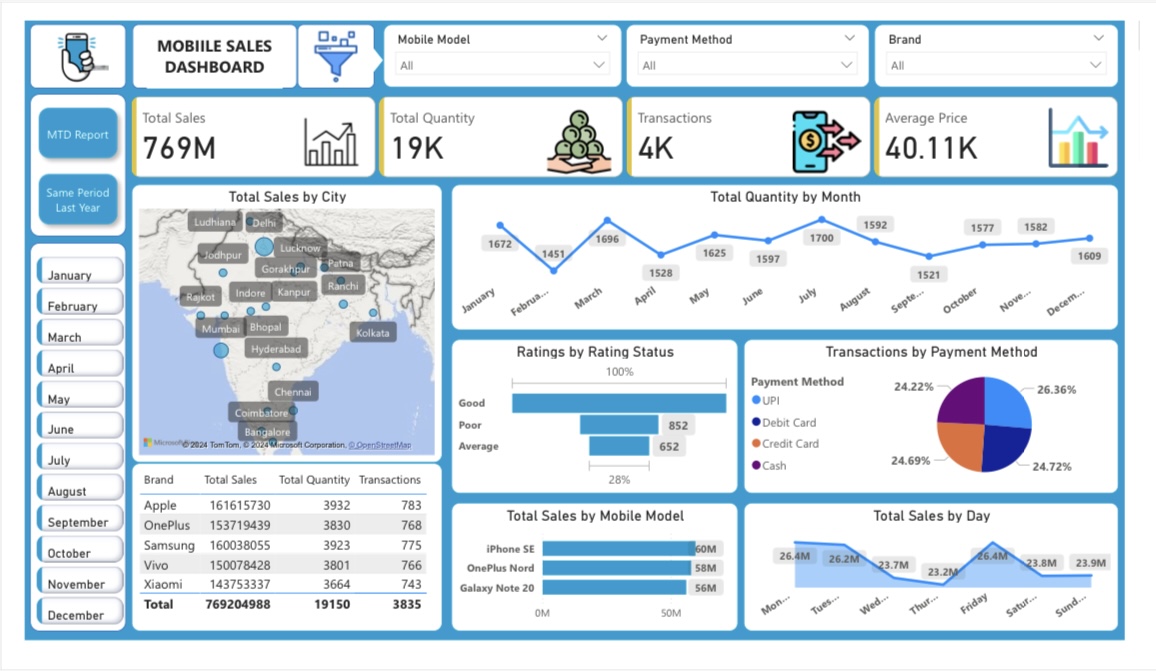 MOBIILE SALES
DASHBOARD
Mobile Model
All
Payment Method
All
Brand
All
MTD Report
Same Period
Last Year
January
February
March
April
May
June
July
August
September
October
November
December
Total Sales
769M
Total Quantity
19K
Transactions
4K
Average Price
40.11K
Total Sales by City
Ludhiana
Delhi
Jodhpur
Lucknow
Gorakhpur
Patna
Rajkot
Indore
Kanpur
Ranchi
Mumbai
Bhopal
Kolkata
Hyderabad
Chennai
Coimbatore
Bangalore
© 2024 TomTom, © 2024 Microsoft Corporation, © OpenStreetMap
Total Quantity by Month
1672
1451
1696
1528
1625
1597
1700
1592
1521
1577
1582
1609
January
Februa...
March
April
May
June
July
August
Septe...
October
Nove...
Decem...
Ratings by Rating Status
100%
Good
Poor
852
Average
652
28%
Transactions by Payment Method
Payment Method
UPI
Debit Card
Credit Card
Cash
24.22%
26.36%
24.69%
24.72%
Brand Total Sales Total Quantity Transactions
Apple 161615730 3932 783
OnePlus 153719439 3830 768
Samsung 160038055 3923 775
Vivo 150078428 3801 766
Xiaomi 143753337 3664 743
Total 769204988 19150 3835
Total Sales by Mobile Model
iPhone SE 60M
OnePlus Nord 58M
Galaxy Note 20 56M
0M 50M
Total Sales by Day
26.4M
26.2M
23.7M
23.2M
26.4M
23.8M
23.9M
Mon...
Tues...
Wed...
Thur...
Friday
Satur...
Sund...